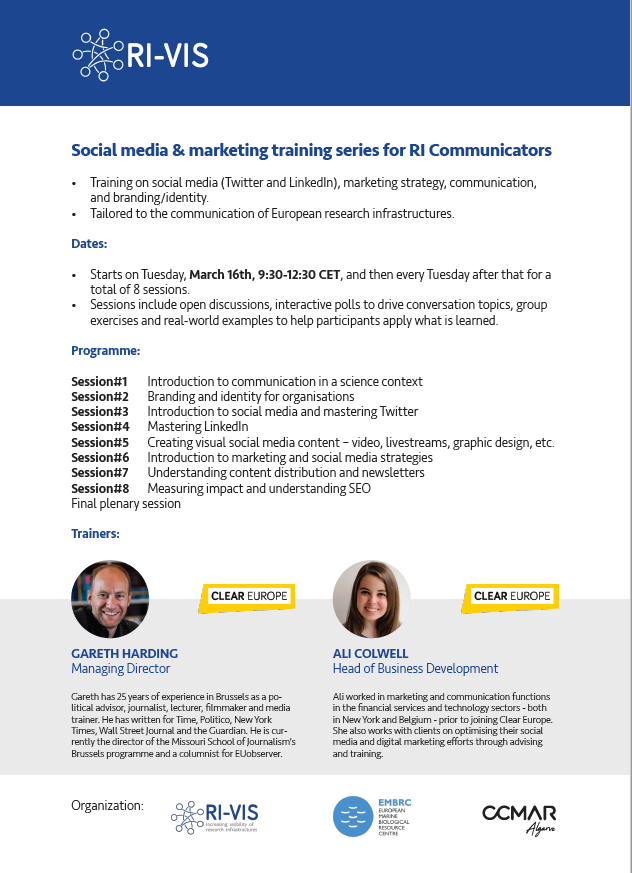 RI-VIS
Social media & marketing training series for RI Communicators
• Training on social media (Twitter and LinkedIn), marketing strategy, communication,
and branding/identity.
• Tailored to the communication of European research infrastructures.
Dates:
• Starts on Tuesday, March 16th, 9:30-12:30 CET, and then every Tuesday after that for a
total of 8 sessions.
• Sessions include open discussions, interactive polls to drive conversation topics, group
exercises and real-world examples to help participants apply what is learned.
Programme:
Session#1 Introduction to communication in a science context
Session#2 Branding and identity for organisations
Session#3 Introduction to social media and mastering Twitter
Session#4 Mastering LinkedIn
Session#5 Creating visual social media content – video, livestreams, graphic design, etc.
Session#6 Introduction to marketing and social media strategies
Session#7 Understanding content distribution and newsletters
Session#8 Measuring impact and understanding SEO
Final plenary session
Trainers:
CLEAR EUROPE
GARETH HARDING
Managing Director
Gareth has 25 years of experience in Brussels as a po-
litical advisor, journalist, lecturer, filmmaker and media
trainer. He has written for Time, Politico, New York
Times, Wall Street Journal and the Guardian. He is cur-
rently the director of the Missouri School of Journalism's
Brussels programme and a columnist for EUobserver.
CLEAR EUROPE
ALI COLWELL
Head of Business Development
Ali worked in marketing and communication functions
in the financial services and technology sectors - both
in New York and Belgium - prior to joining Clear Europe.
She also works with clients on optimising their social
media and digital marketing efforts through advising
and training.
Organization:
RI-VIS
Increasing visibility of
research infrastructures
EMBRC
EUROPEAN
MARINE
BIOLOGICAL
RESOURCE
CENTRE
CCMAR
Algarve